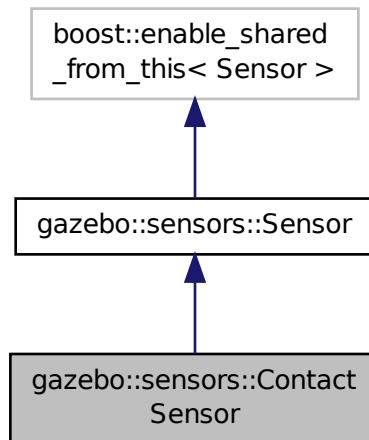 boost::enable_shared
_from_this< Sensor >
gazebo::sensors::Sensor
gazebo::sensors::Contact
Sensor